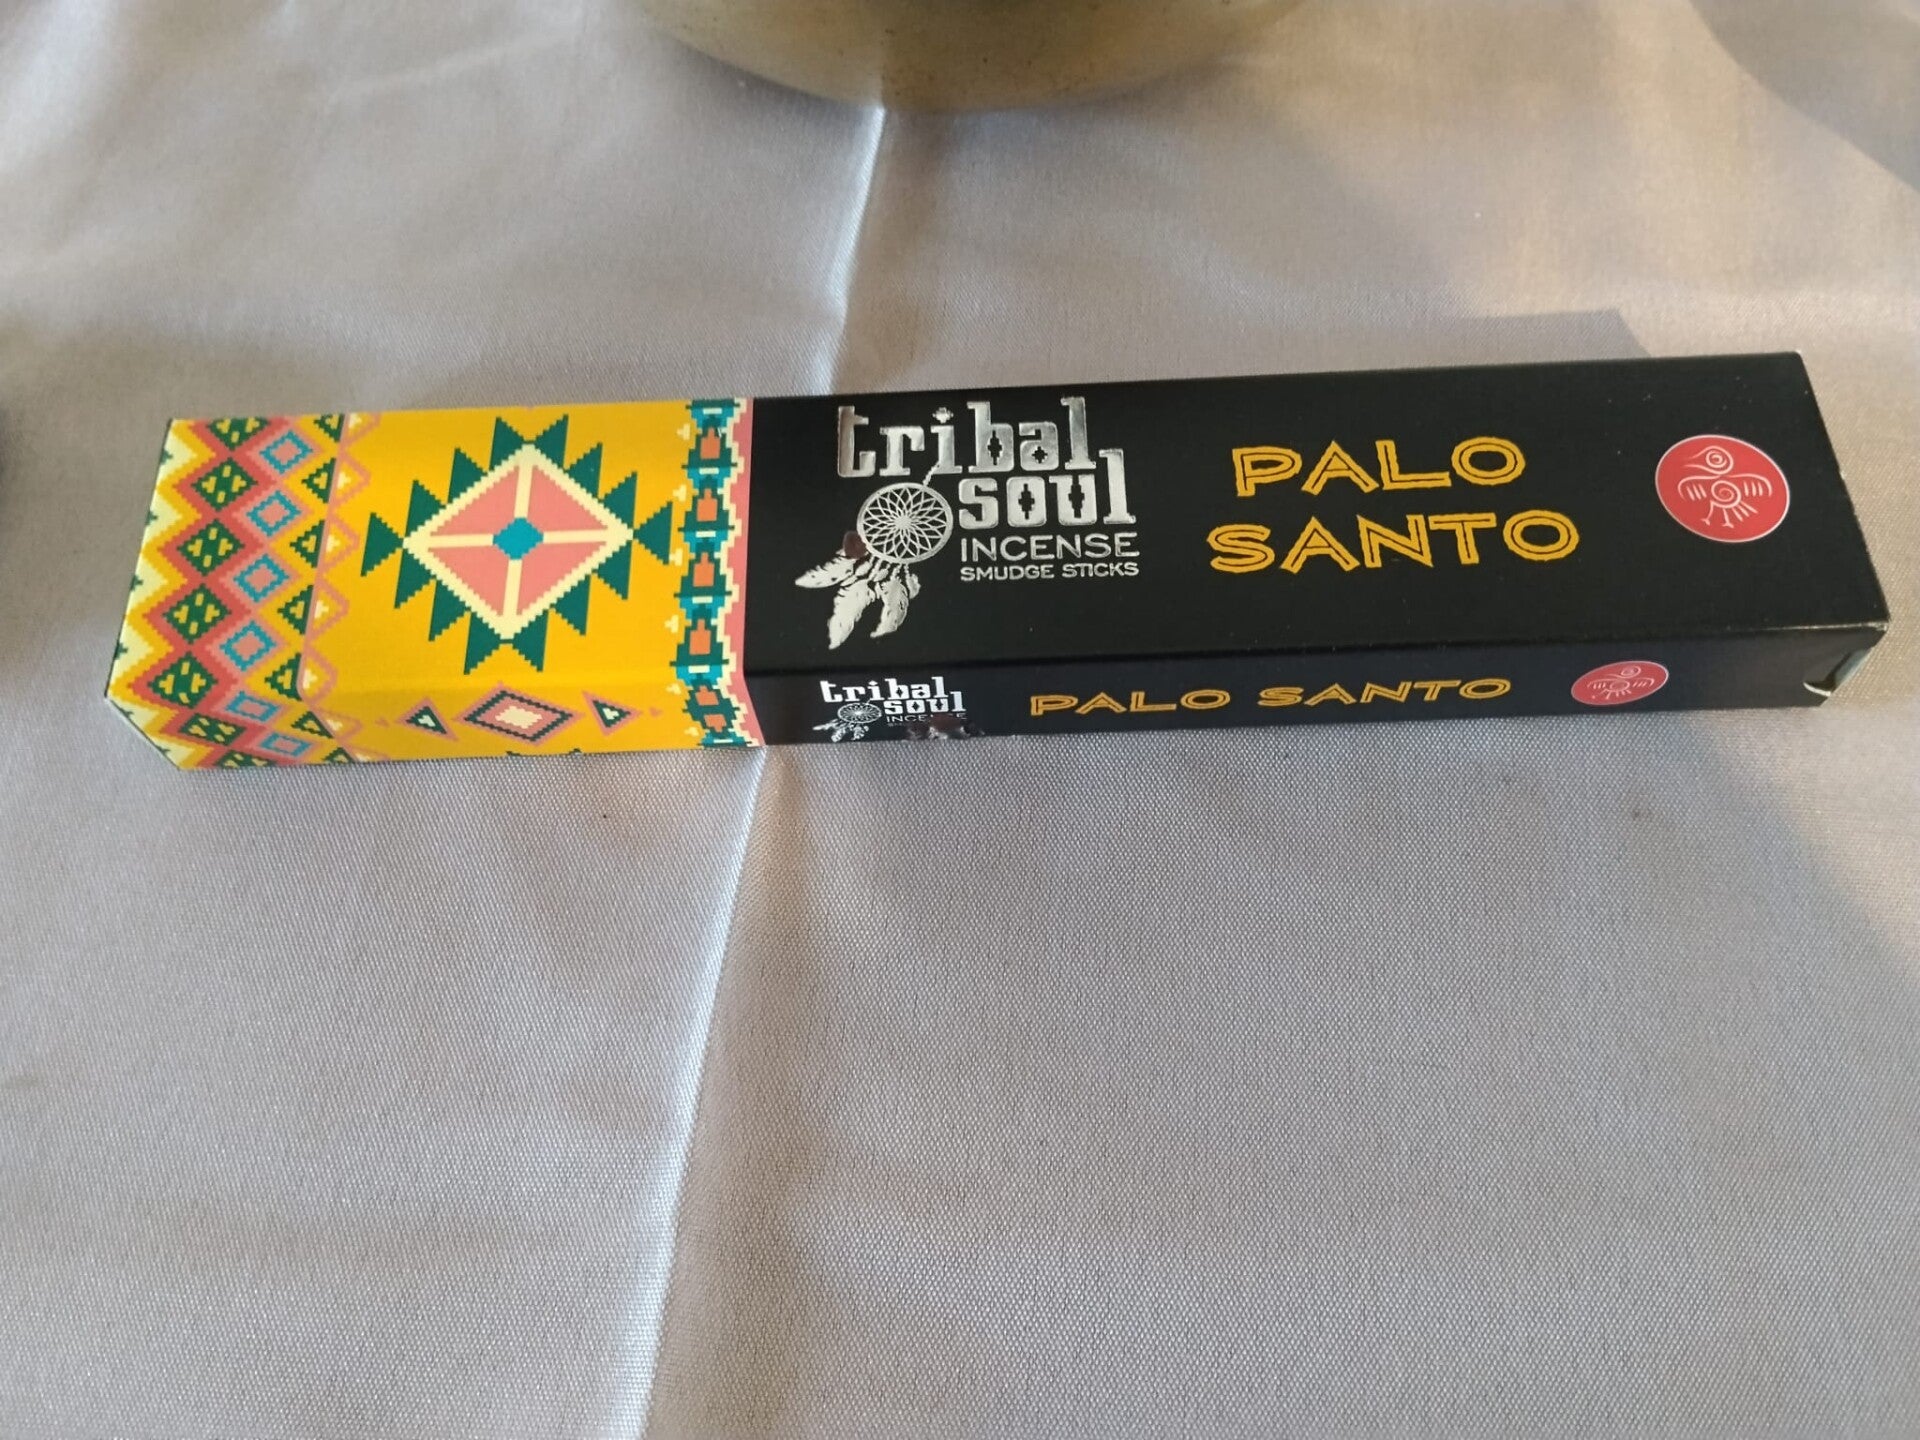 tribal
soul
INCENSE
SMUDGE STICKS
PALO
SANTO
tribal
soul
PALO SANTO